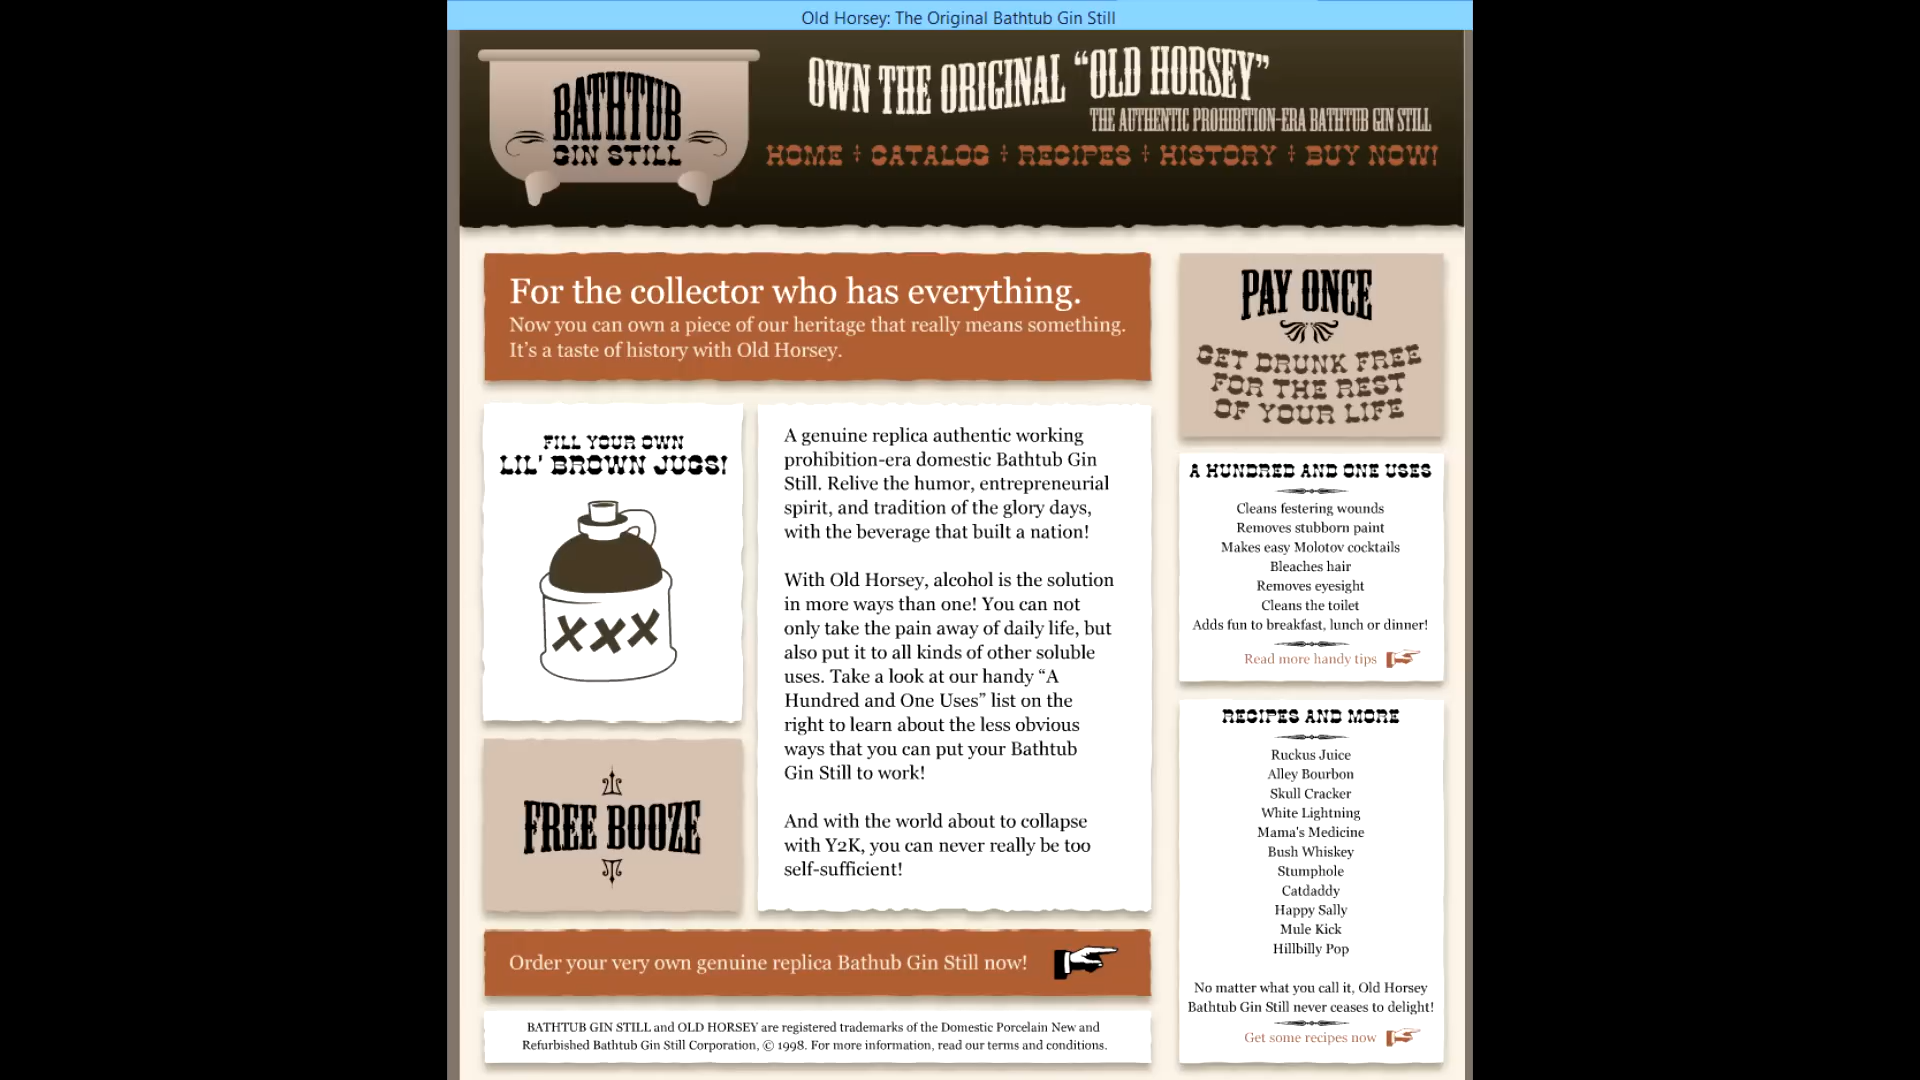 Old Horsey: The Original Bathtub Gin Still
BATHTUB
GIN STILL
OWN THE ORIGINAL “OLD HORSEY”
THE AUTHENTIC PROHIBITION-ERA BATHTUB GIN STILL
HOME CATALOG RECIPES HISTORY BUY NOW!
For the collector who has everything.
Now you can own a piece of our heritage that really means something.
It's a taste of history with Old Horsey.
FILL YOUR OWN
LIL' BROWN JUGS!
XXX
FREE BOOZE
A genuine replica authentic working
prohibition-era domestic Bathtub Gin
Still. Relive the humor, entrepreneurial
spirit, and tradition of the glory days,
with the beverage that built a nation!
With Old Horsey, alcohol is the solution
in more ways than one! You can not
only take the pain away of daily life, but
also put it to all kinds of other soluble
uses. Take a look at our handy “A
Hundred and One Uses” list on the
right to learn about the less obvious
ways that you can put your Bathtub
Gin Still to work!
And with the world about to collapse
with Y2K, you can never really be too
self-sufficient!
Order your very own genuine replica Bathub Gin Still now!
BATHTUB GIN STILL and OLD HORSEY are registered trademarks of the Domestic Porcelain New and
Refurbished Bathtub Gin Still Corporation, © 1998. For more information, read our terms and conditions.
PAY ONCE
GET DRUNK FREE
FOR THE REST
OF YOUR LIFE
A HUNDRED AND ONE USES
Cleans festering wounds
Removes stubborn paint
Makes easy Molotov cocktails
Bleaches hair
Removes eyesight
Cleans the toilet
Adds fun to breakfast, lunch or dinner!
Read more handy tips
RECIPES AND MORE
Ruckus Juice
Alley Bourbon
Skull Cracker
White Lightning
Mama's Medicine
Bush Whiskey
Stumphole
Catdaddy
Happy Sally
Mule Kick
Hillbilly Pop
No matter what you call it, Old Horsey
Bathtub Gin Still never ceases to delight!
Get some recipes now